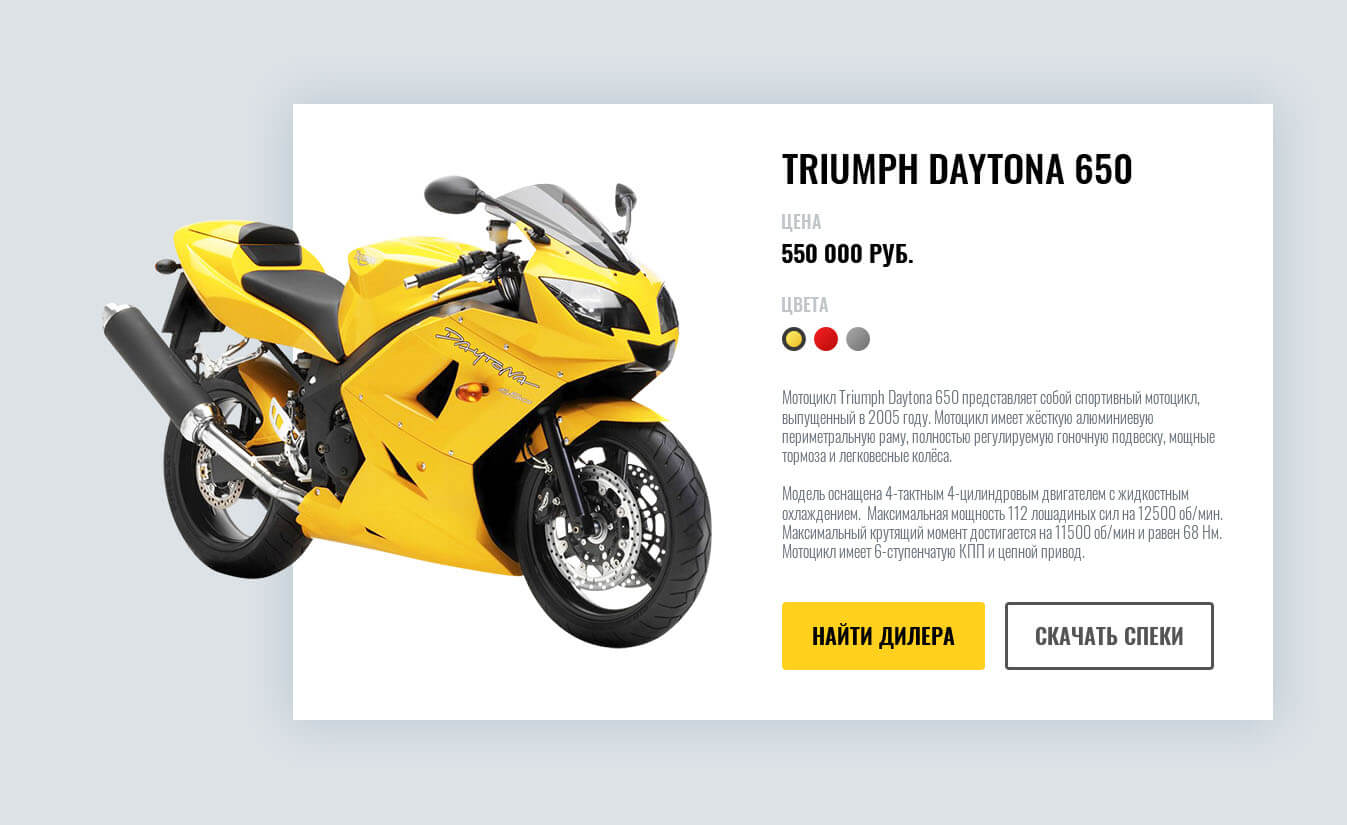 TRIUMPH DAYTONA 650
ЦЕНА
550 000 РУБ.
ЦВЕТА
DAYTONA
Мотоцикл Triumph Daytona 650 представляет собой спортивный мотоцикл,
выпущенный в 2005 году. Мотоцикл имеет жёсткую алюминиевую
периметральную раму, полностью регулируемую гоночную подвеску, мощные
тормоза и легковесные колёса.
Модель оснащена 4-тактным 4-цилиндровым двигателем с жидкостным
охлаждением.  Максимальная мощность 112 лошадиных сил на 12500 об/мин.
Максимальный крутящий момент достигается на 11500 об/мин и равен 68 Нм.
Мотоцикл имеет 6-ступенчатую КПП и цепной привод.
НАЙТИ ДИЛЕРА
СКАЧАТЬ СПЕКИ